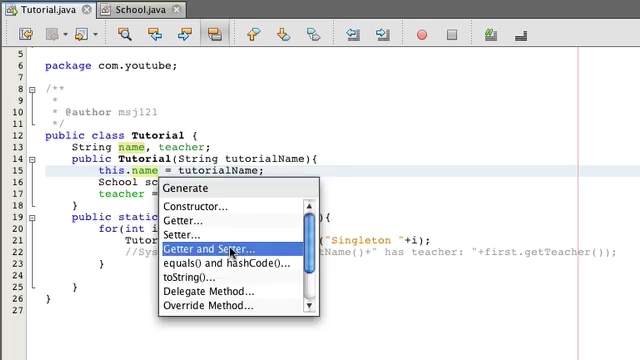 Tutorial.java School.java
5
6 package com.youtube;
7
8 /**
9 *
10 * @author msj121
11 */
12 public class Tutorial {
13 String name, teacher;
14 public Tutorial(String tutorialName){
15 this.name = tutorialName;
16 School sc
17 teacher =
18 }
19 public static ){
20 for(int i
21 Tutor ("Singleton "+i);
22 //Sys tName()+" has teacher: "+first.getTeacher());
23 }
25 }
26 }
27
Generate
Constructor...
Getter...
Setter...
Getter and Setter...
equals() and hashCode()...
toString()...
Delegate Method...
Override Method...